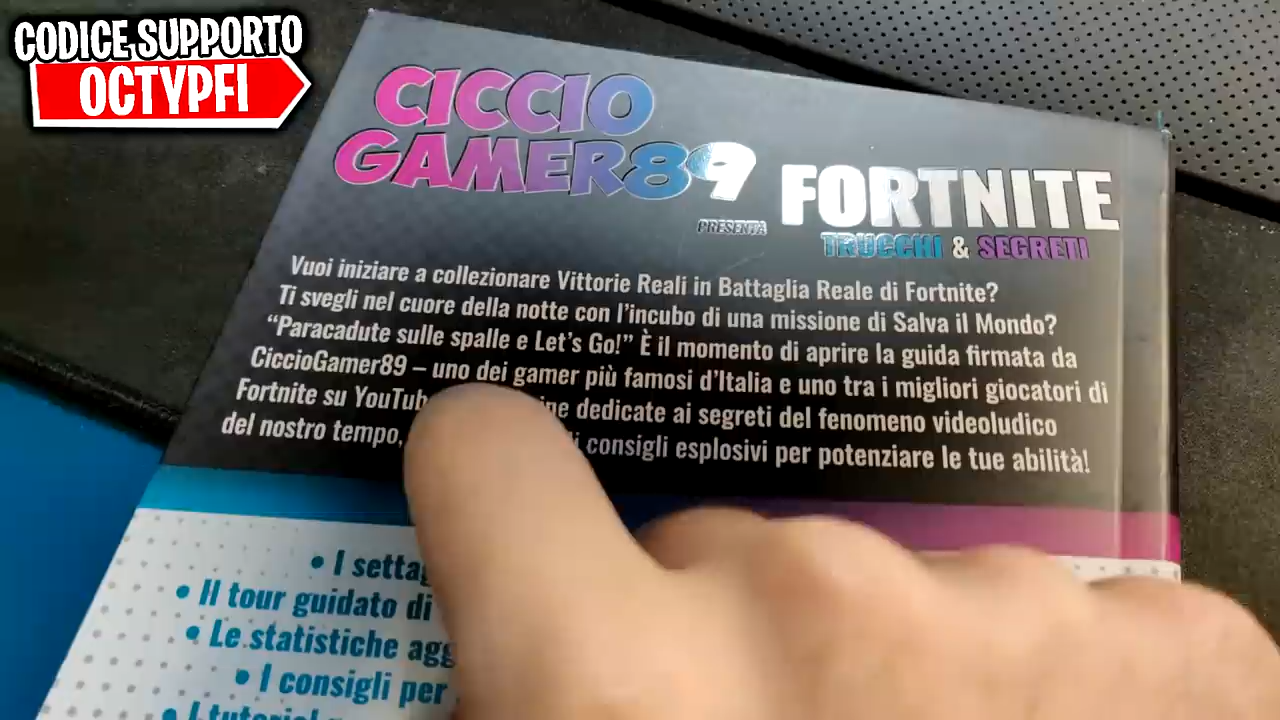 CODICE SUPPORTO
OCTYPFI
CICCIO
GAMER89
PRESENTA
FORTNITE
TRUCCHI & SEGRETI
Vuoi iniziare a collezionare Vittorie Reali in Battaglia Reale di Fortnite?
Ti svegli nel cuore della notte con l'incubo di una missione di Salva il Mondo?
“Paracadute sulle spalle e Let's Go!” È il momento di aprire la guida firmata da
CiccioGamer89 – uno dei gamer più famosi d'Italia e uno tra i migliori giocatori di
Fortnite su dedicate ai segreti del fenomeno videoludico
del nostro tempo, consigli esplosivi per potenziare le tue abilità!
• I
• Il tour guidato di
• Le statistiche
• I consigli per